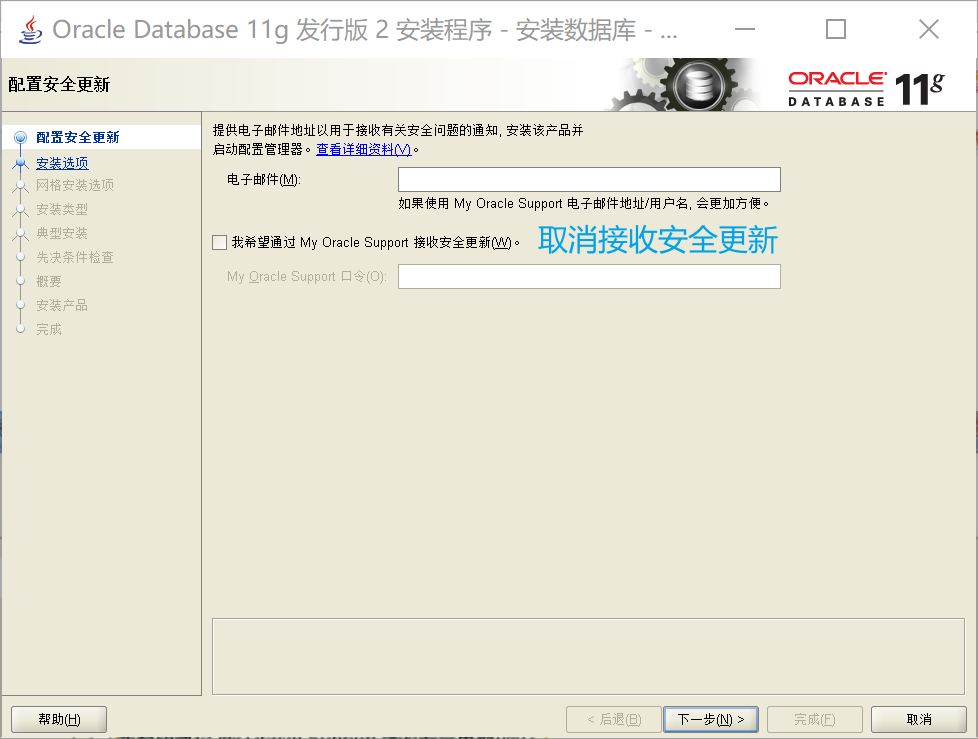 Oracle Database 11g 发行版 2 安装程序 - 安装数据库 - ...
配置安全更新
ORACLE
DATABASE
11g
配置安全更新
安装选项
网格安装选项
安装类型
典型安装
先决条件检查
概要
安装产品
完成
提供电子邮件地址以用于接收有关安全问题的通知, 安装该产品并
启动配置管理器。查看详细资料(V)。
电子邮件(M):
如果使用 My Oracle Support 电子邮件地址/用户名, 会更加方便。
我希望通过 My Oracle Support 接收安全更新(W)。
取消接收安全更新
My Oracle Support 口令(O):
帮助(H)
< 后退(B)
下一步(N) >
完成(F)
取消